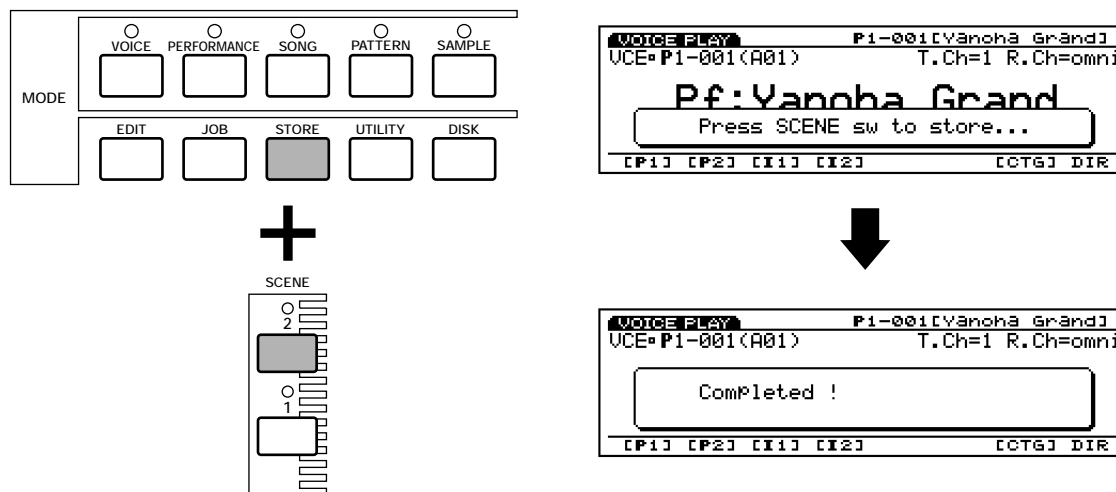 MODE
VOICE PERFORMANCE SONG PATTERN SAMPLE
EDIT JOB STORE UTILITY DISK
SCENE
2
1
VOICE PLAY P1-001[Yanoha Grand]
VCE P1-001(A01) T.Ch=1 R.Ch=omni
Pf:Yanoha Grand
Press SCENE sw to store...
[P1] [P2] [I1] [I2] [CTG] DIR
VOICE PLAY P1-001[Yanoha Grand]
VCE P1-001(A01) T.Ch=1 R.Ch=omni
Completed !
[P1] [P2] [I1] [I2] [CTG] DIR